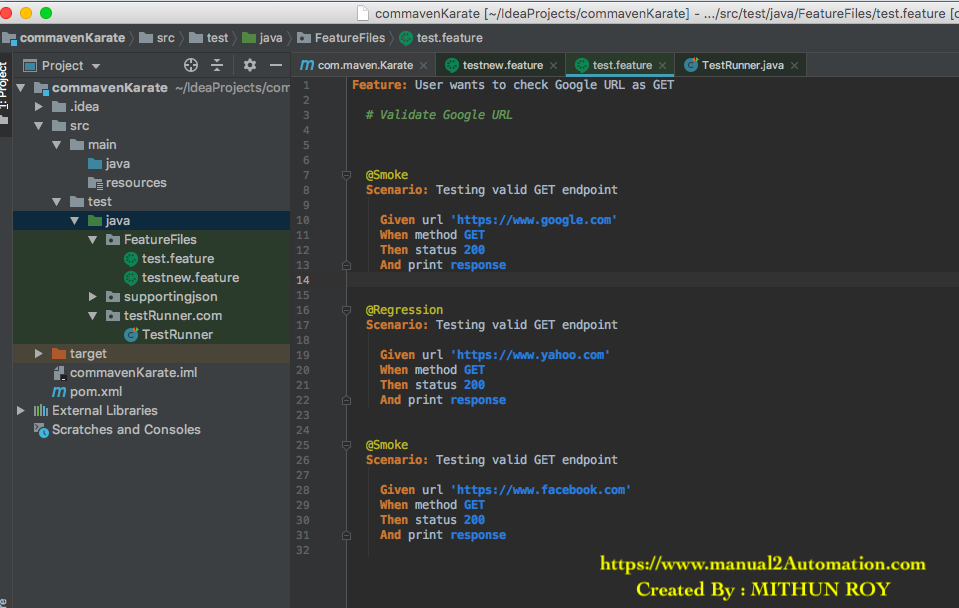 commavenKarate [~/IdeaProjects/commavenKarate] - .../src/test/java/FeatureFiles/test.feature [c
commavenKarate src test java FeatureFiles test.feature
1: Project
Project
com.maven.Karate testnew.feature test.feature TestRunner.java
commavenKarate ~/IdeaProjects/com
.idea
src
main
java
resources
test
java
FeatureFiles
test.feature
testnew.feature
supportingjson
testRunner.com
TestRunner
target
commavenKarate.iml
pom.xml
External Libraries
Scratches and Consoles
1 Feature: User wants to check Google URL as GET
2
3 # Validate Google URL
4
5
6
7 @Smoke
8 Scenario: Testing valid GET endpoint
9
10 Given url 'https://www.google.com'
11 When method GET
12 Then status 200
13 And print response
14
15
16 @Regression
17 Scenario: Testing valid GET endpoint
18
19 Given url 'https://www.yahoo.com'
20 When method GET
21 Then status 200
22 And print response
23
24
25 @Smoke
26 Scenario: Testing valid GET endpoint
27
28 Given url 'https://www.facebook.com'
29 When method GET
30 Then status 200
31 And print response
32
https://www.manual2Automation.com
Created By : MITHUN ROY